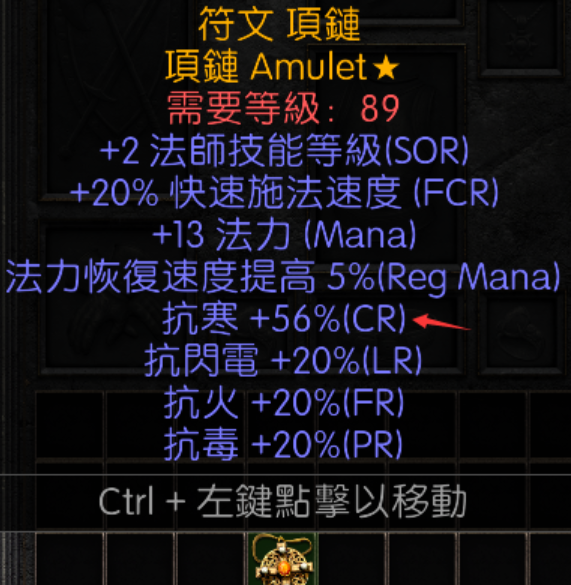 符文 項鏈
項鏈 Amulet★
需要等級: 89
+2 法師技能等級(SOR)
+20% 快速施法速度 (FCR)
+13 法力 (Mana)
法力恢復速度提高 5%(Reg Mana)
抗寒 +56%(CR)
抗閃電 +20%(LR)
抗火 +20%(FR)
抗毒 +20%(PR)
Ctrl + 左鍵點擊以移動